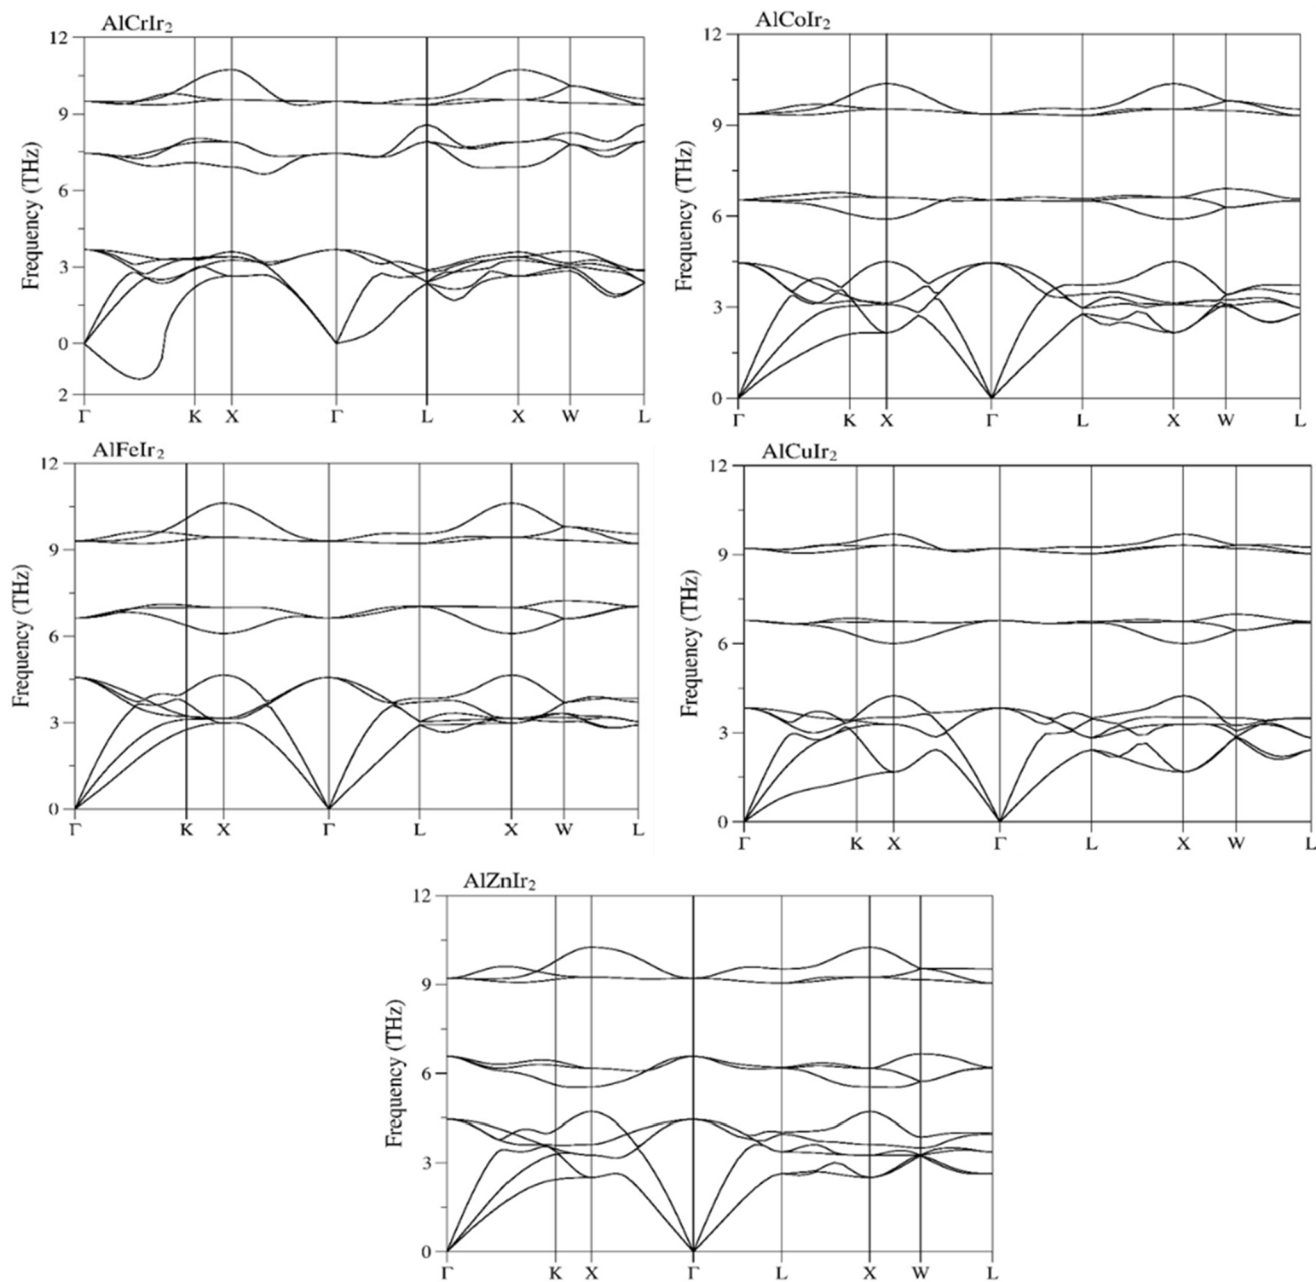 AlCrIr₂
12
9
6
3
0
2
Frequency (THz)
Γ K X Γ L X W L
AlCoIr₂
12
9
6
3
0
Frequency (THz)
Γ K X Γ L X W L
AlFeIr₂
12
9
6
3
0
Frequency (THz)
Γ K X Γ L X W L
AlCuIr₂
12
9
6
3
0
Frequency (THz)
Γ K X Γ L X W L
AlZnIr₂
12
9
6
3
0
Frequency (THz)
Γ K X Γ L X W L